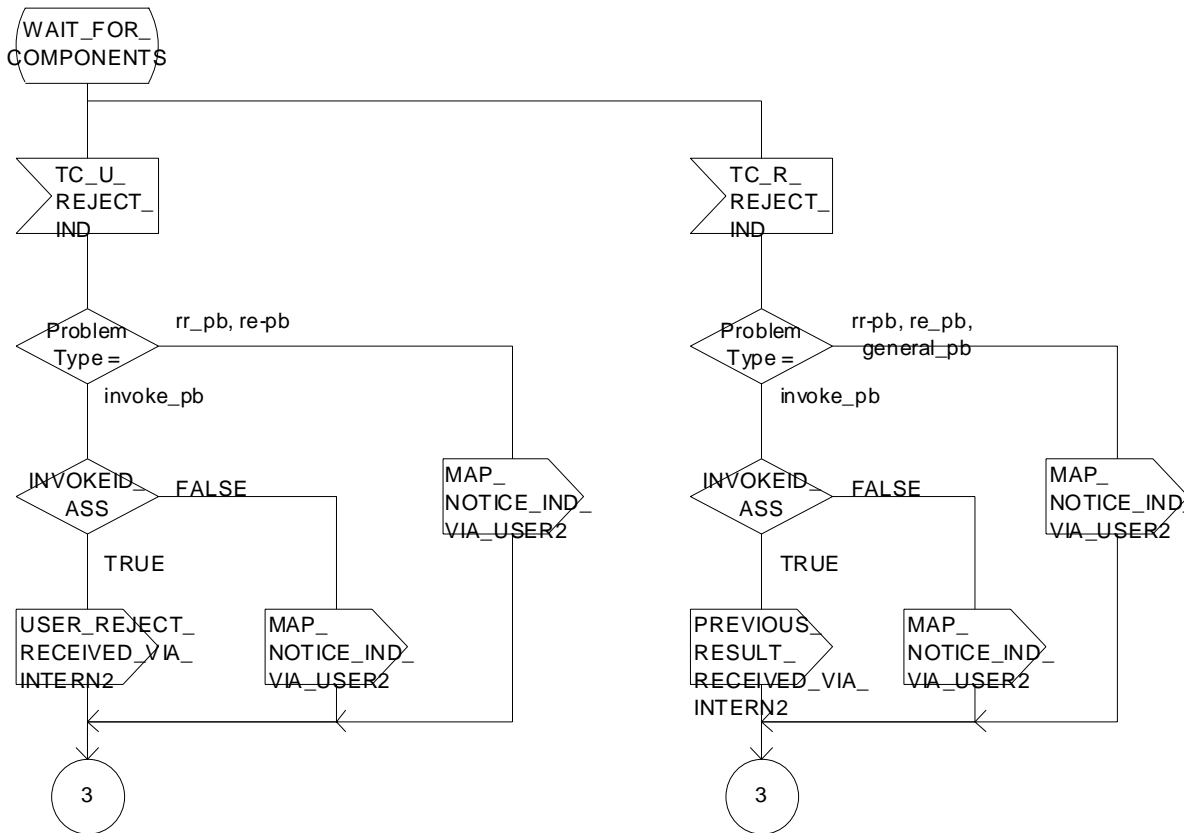 WAIT_FOR_
COMPONENTS
TC_U_
REJECT_
IND
TC_R_
REJECT_
IND
Problem
Type =
rr_pb, re-pb
invoke_pb
Problem
Type =
rr-pb, re_pb,
general_pb
invoke_pb
INVOKEID_
ASS
FALSE
TRUE
MAP_
NOTICE_IND_
VIA_USER2
INVOKEID_
ASS
FALSE
TRUE
MAP_
NOTICE_IND_
VIA_USER2
USER_REJECT_
RECEIVED_VIA_
INTERN2
MAP_
NOTICE_IND_
VIA_USER2
PREVIOUS_
RESULT_
RECEIVED_VIA_
INTERN2
MAP_
NOTICE_IND_
VIA_USER2
3
3